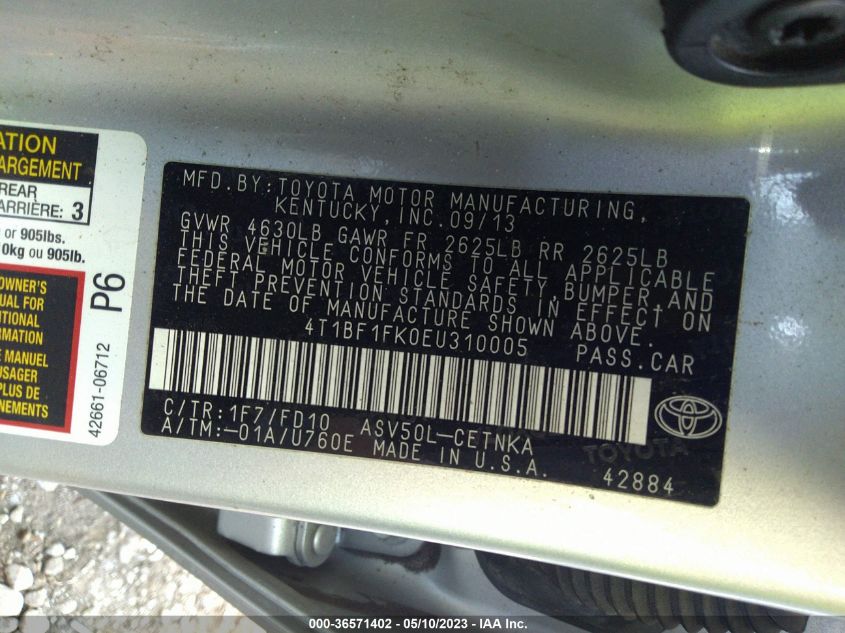 ATION
ARGEMENT
REAR
ARRIÈRE: 3
or 905lbs.
0kg ou 905lb.
OWNER'S
UAL FOR
ITIONAL
RMATION
E MANUEL
USAGER
PLUS DE
NEMENTS
P6
42661-06712
MFD.BY:TOYOTA MOTOR MANUFACTURING,
KENTUCKY,INC.09/13
GVWR 4630LB GAWR FR 2625LB RR 2625LB
THIS VEHICLE CONFORMS TO ALL APPLICABLE
FEDERAL MOTOR VEHICLE SAFETY,BUMPER,AND
THEFT PREVENTION STANDARDS IN EFFECT ON
THE DATE OF MANUFACTURE SHOWN ABOVE.
4T1BF1FK0EU310005 PASS.CAR
C/TR:1F7/FD10 ASV50L-CETNKA
A/TM:-01A/U760E MADE IN U.S.A.
TOYOTA
42884
000-36571402 - 05/10/2023 - IAA Inc.